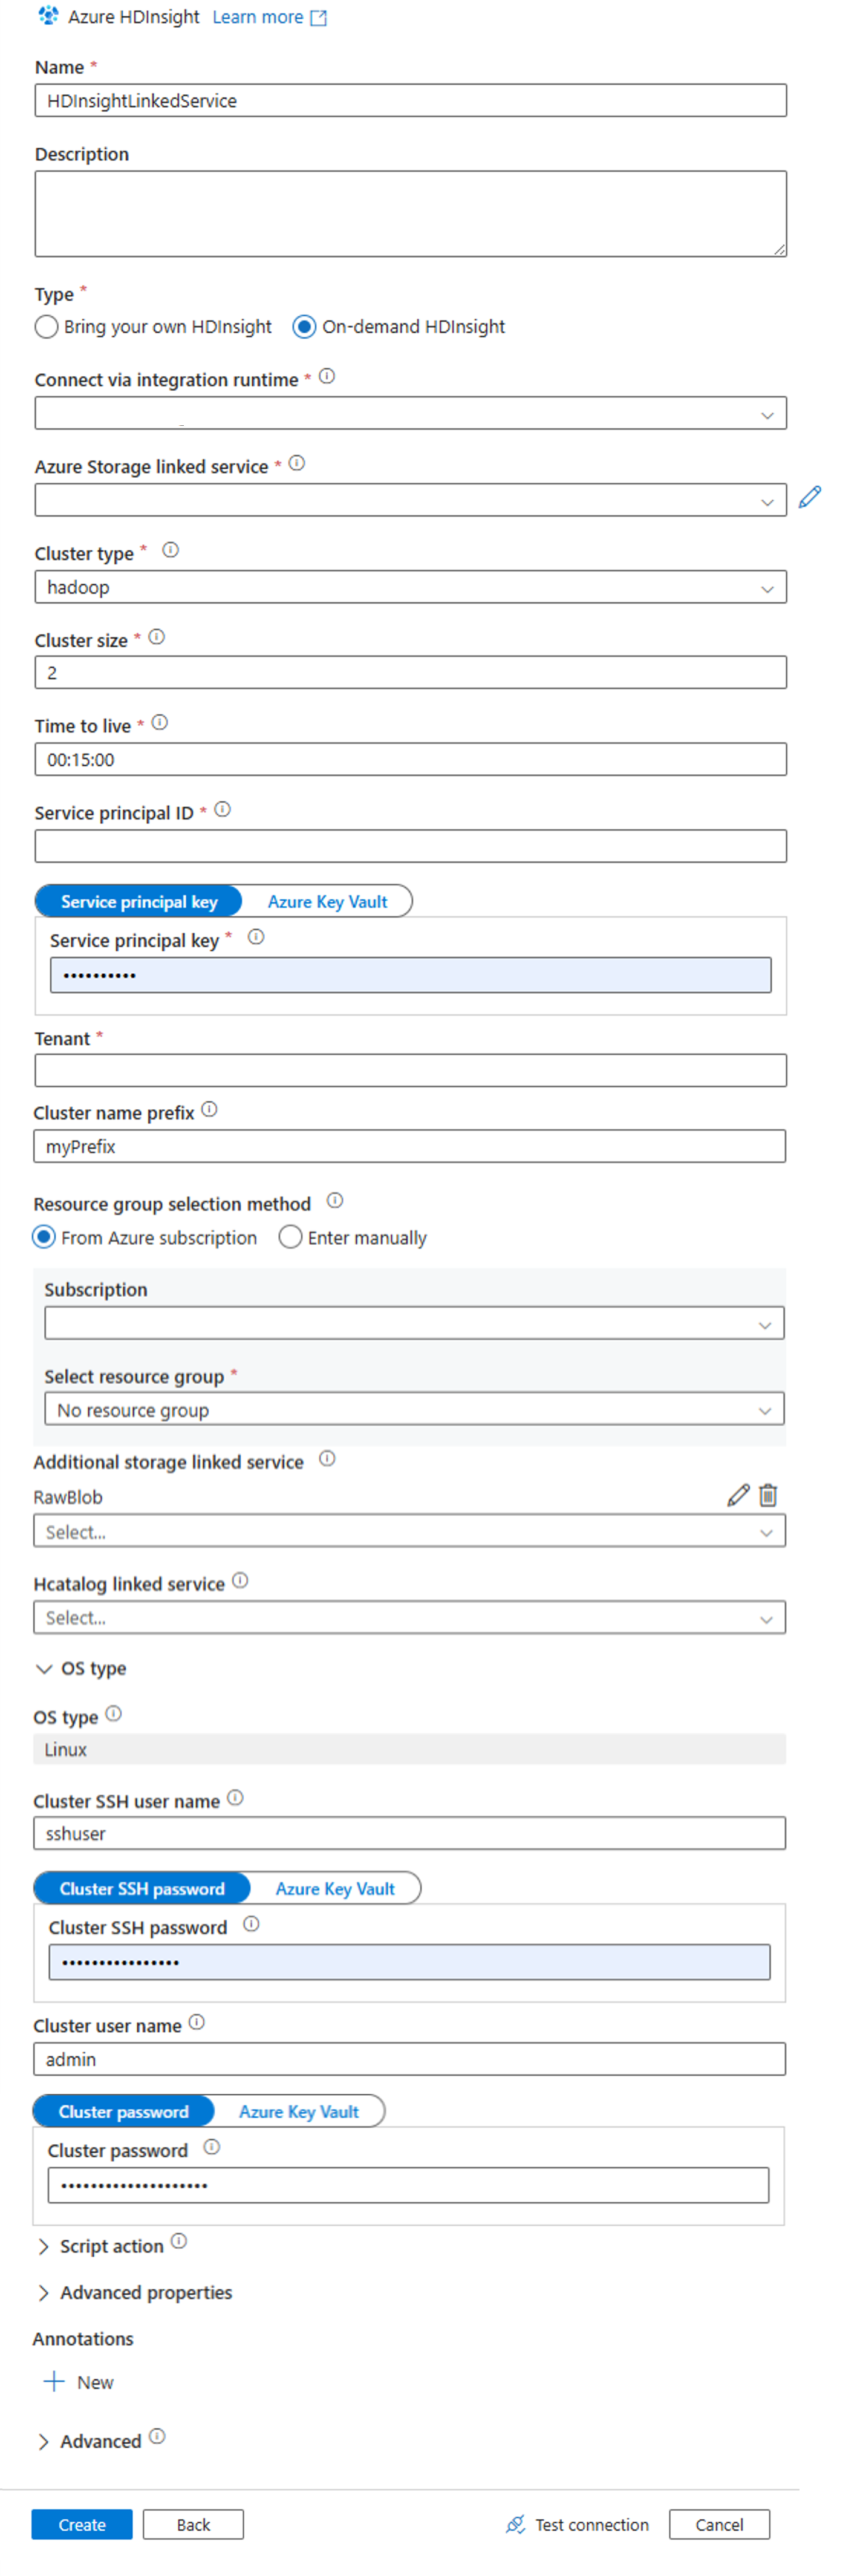 Azure HDInsight Learn more
Name *
HDInsightLinkedService
Description
Type *
Bring your own HDInsight On-demand HDInsight
Connect via integration runtime *
Azure Storage linked service *
Cluster type *
hadoop
Cluster size *
2
Time to live *
00:15:00
Service principal ID *
Service principal key Azure Key Vault
Service principal key *
••••••••••
Tenant *
Cluster name prefix
myPrefix
Resource group selection method
From Azure subscription Enter manually
Subscription
Select resource group *
No resource group
Additional storage linked service
RawBlob
Select...
Hcatalog linked service
Select...
OS type
OS type
Linux
Cluster SSH user name
sshuser
Cluster SSH password Azure Key Vault
Cluster SSH password
••••••••••••••••
Cluster user name
admin
Cluster password Azure Key Vault
Cluster password
••••••••••••••••••••
Script action
Advanced properties
Annotations
New
Advanced
Create Back Test connection Cancel